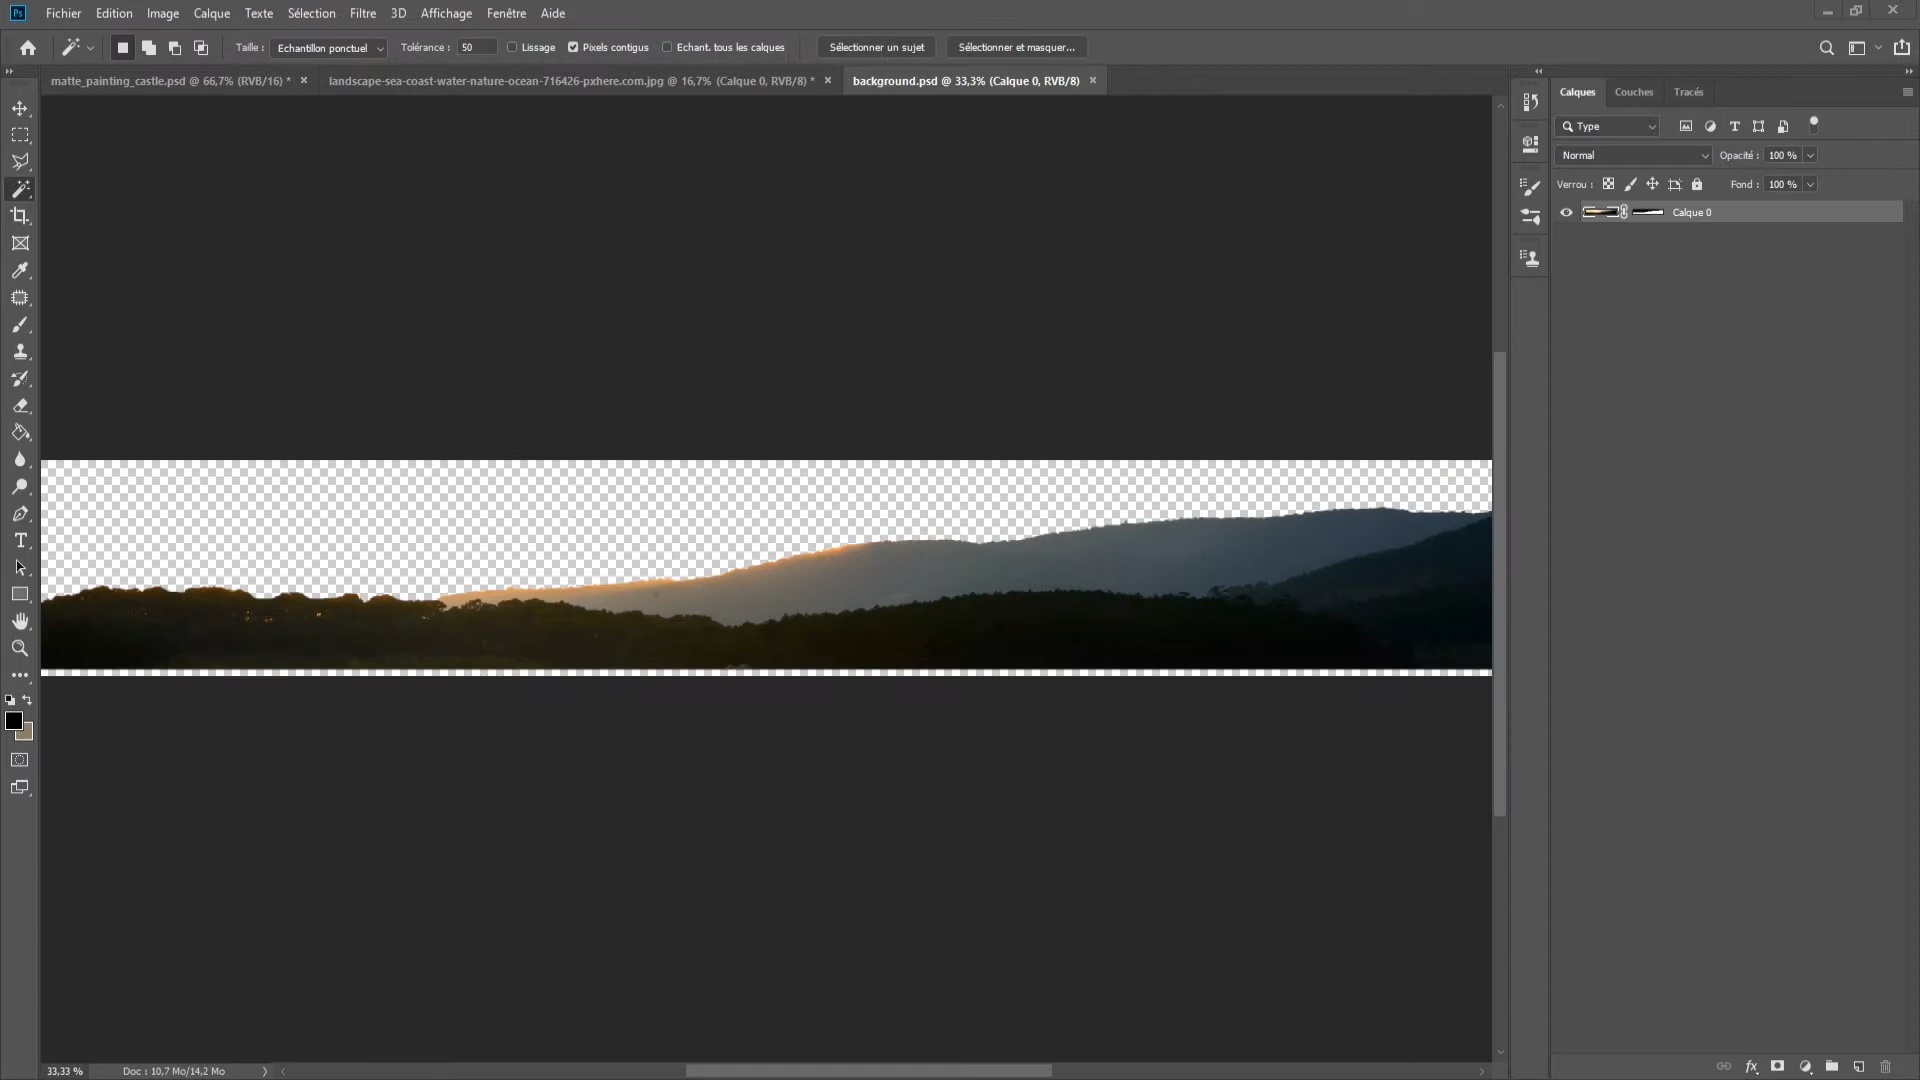 Ps Fichier Edition Image Calque Texte Sélection Filtre 3D Affichage Fenêtre Aide
Taille : Echantillon ponctuel Tolérance : 50 Lissage Pixels contigus Echant. tous les calques Sélectionner un sujet Sélectionner et masquer...
matte_painting_castle.psd @ 66,7% (RVB/16) * landscape-sea-coast-water-nature-ocean-716426-pxhere.com.jpg @ 16,7% (Calque 0, RVB/8) * background.psd @ 33,3% (Calque 0, RVB/8)
Calques Couches Tracés
Type
Normal Opacité : 100 %
Verrou : Fond : 100 %
Calque 0
33,33 % Doc : 10,7 Mo/14,2 Mo